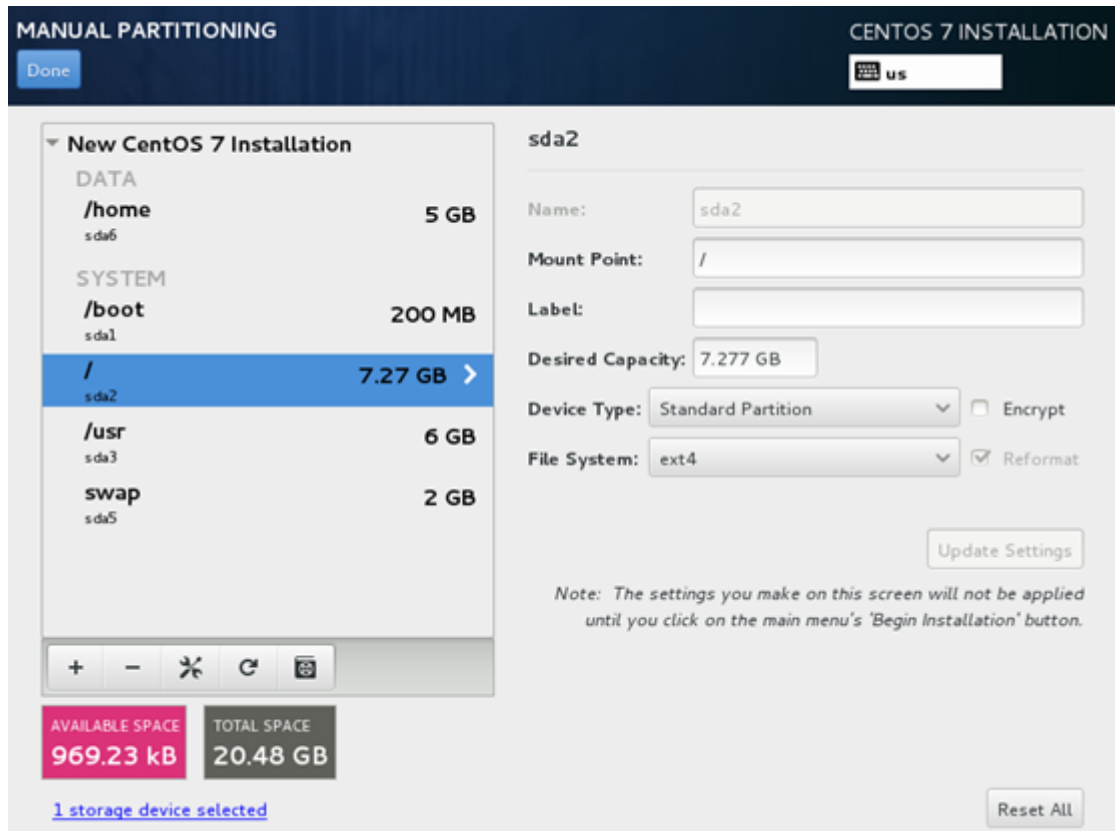 MANUAL PARTITIONING
CENTOS 7 INSTALLATION
Done
us
New CentOS 7 Installation
DATA
/home
5 GB
sda6
SYSTEM
/boot
200 MB
sda1
/
7.27 GB
sda2
/usr
6 GB
sda3
swap
2 GB
sda5
sda2
Name:
sda2
Mount Point:
/
Label:
Desired Capacity:
7.277 GB
Device Type:
Standard Partition
Encrypt
File System:
ext4
Reformat
Update Settings
Note: The settings you make on this screen will not be applied
until you click on the main menu's 'Begin Installation' button.
AVAILABLE SPACE
969.23 kB
TOTAL SPACE
20.48 GB
1 storage device selected
Reset All